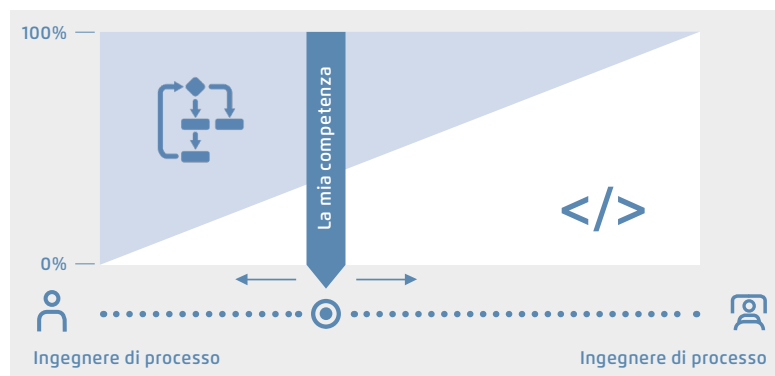 100%
La mia competenza
</>
0%
Ingegnere di processo
Ingegnere di processo